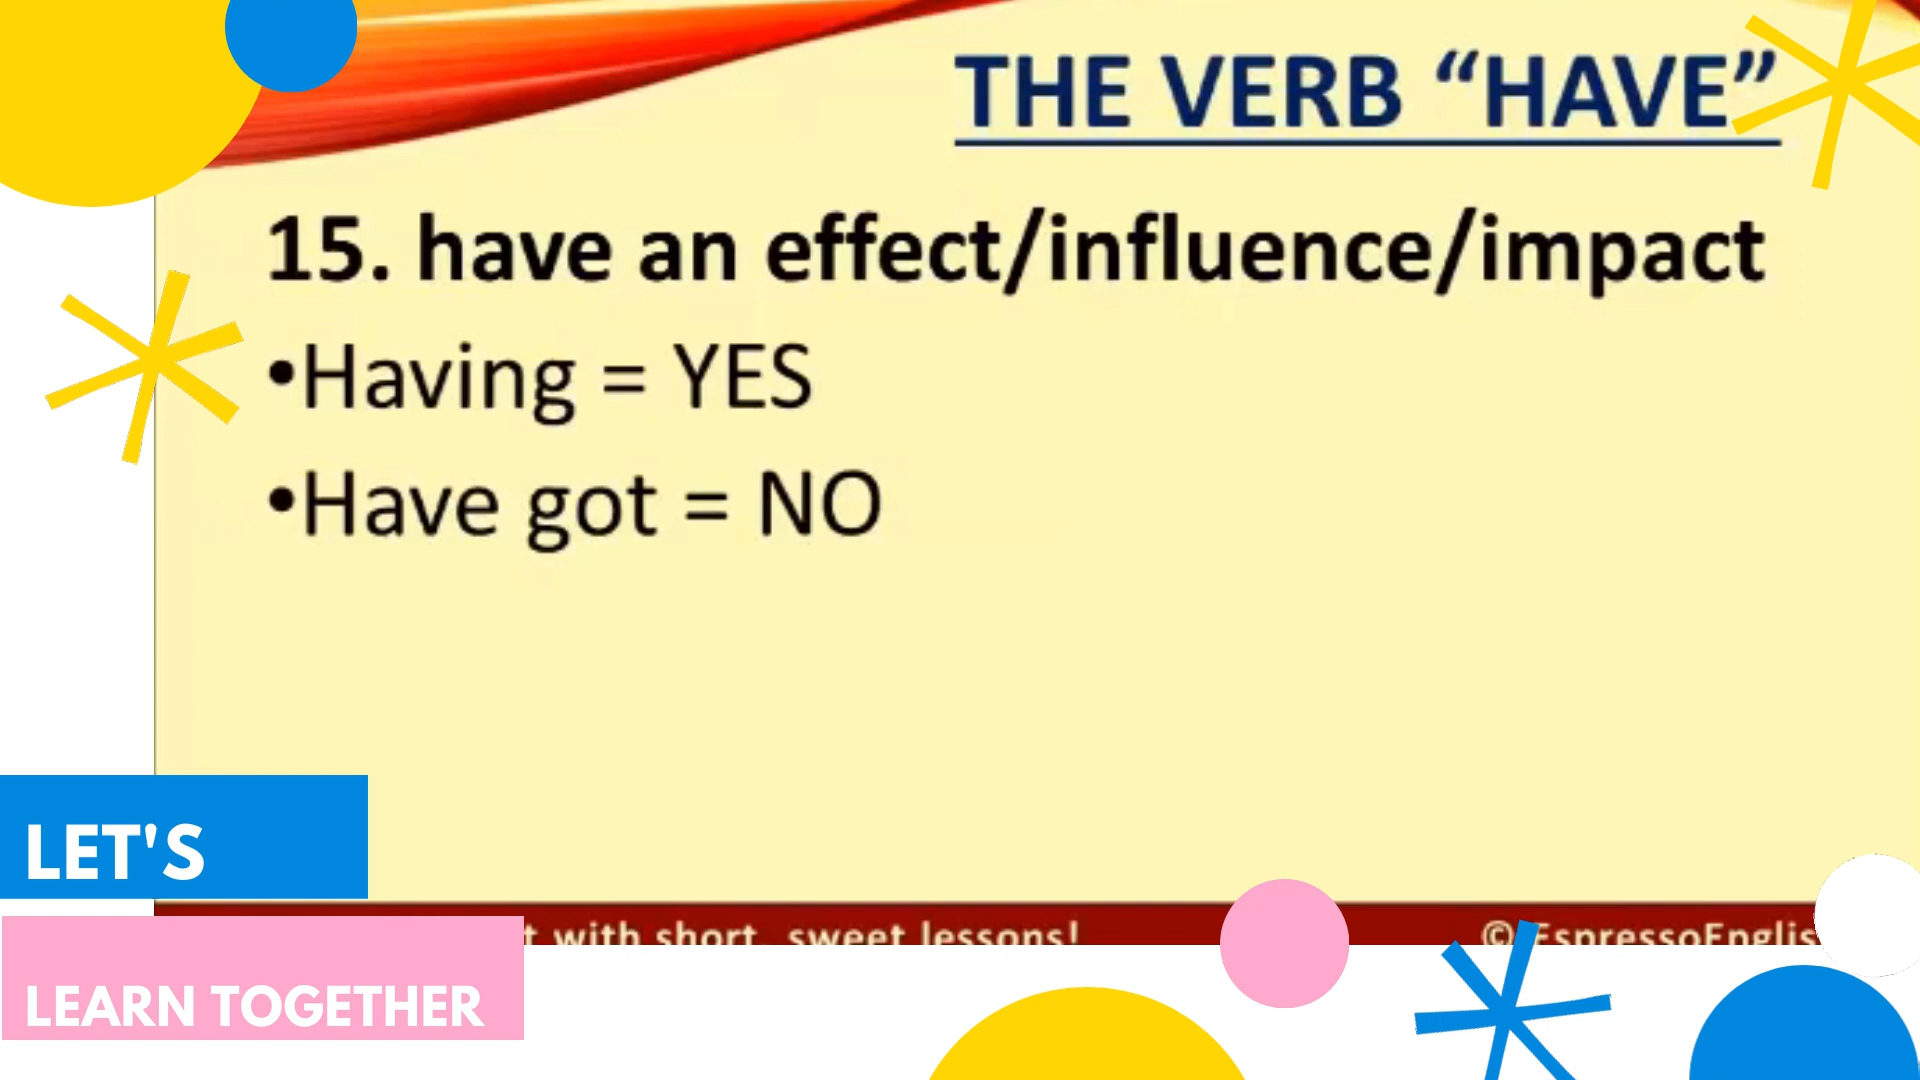 THE VERB “HAVE”
15. have an effect/influence/impact
•Having = YES
•Have got = NO
LET'S
t with short, sweet lessons!
© EspressoEnglis
LEARN TOGETHER